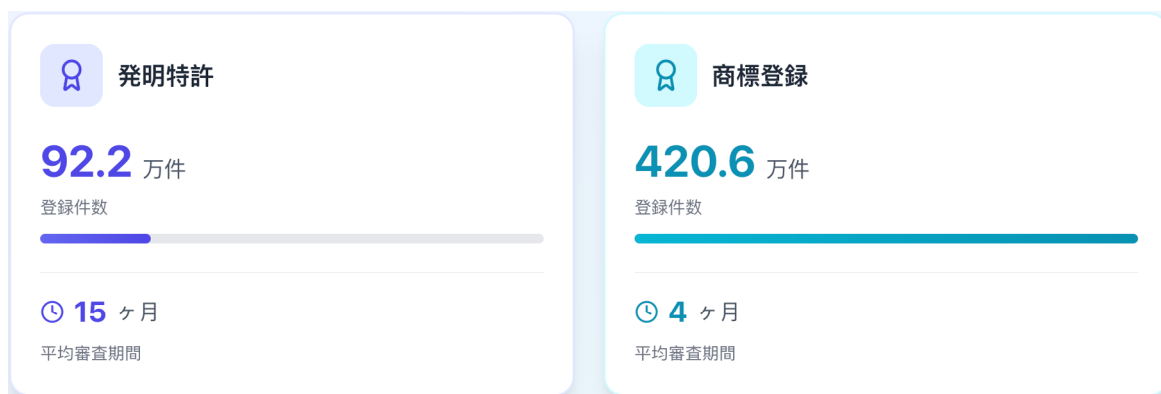 発明特許
92.2 万件
登録件数
15 ヶ月
平均審査期間
商標登録
420.6 万件
登録件数
4 ヶ月
平均審査期間